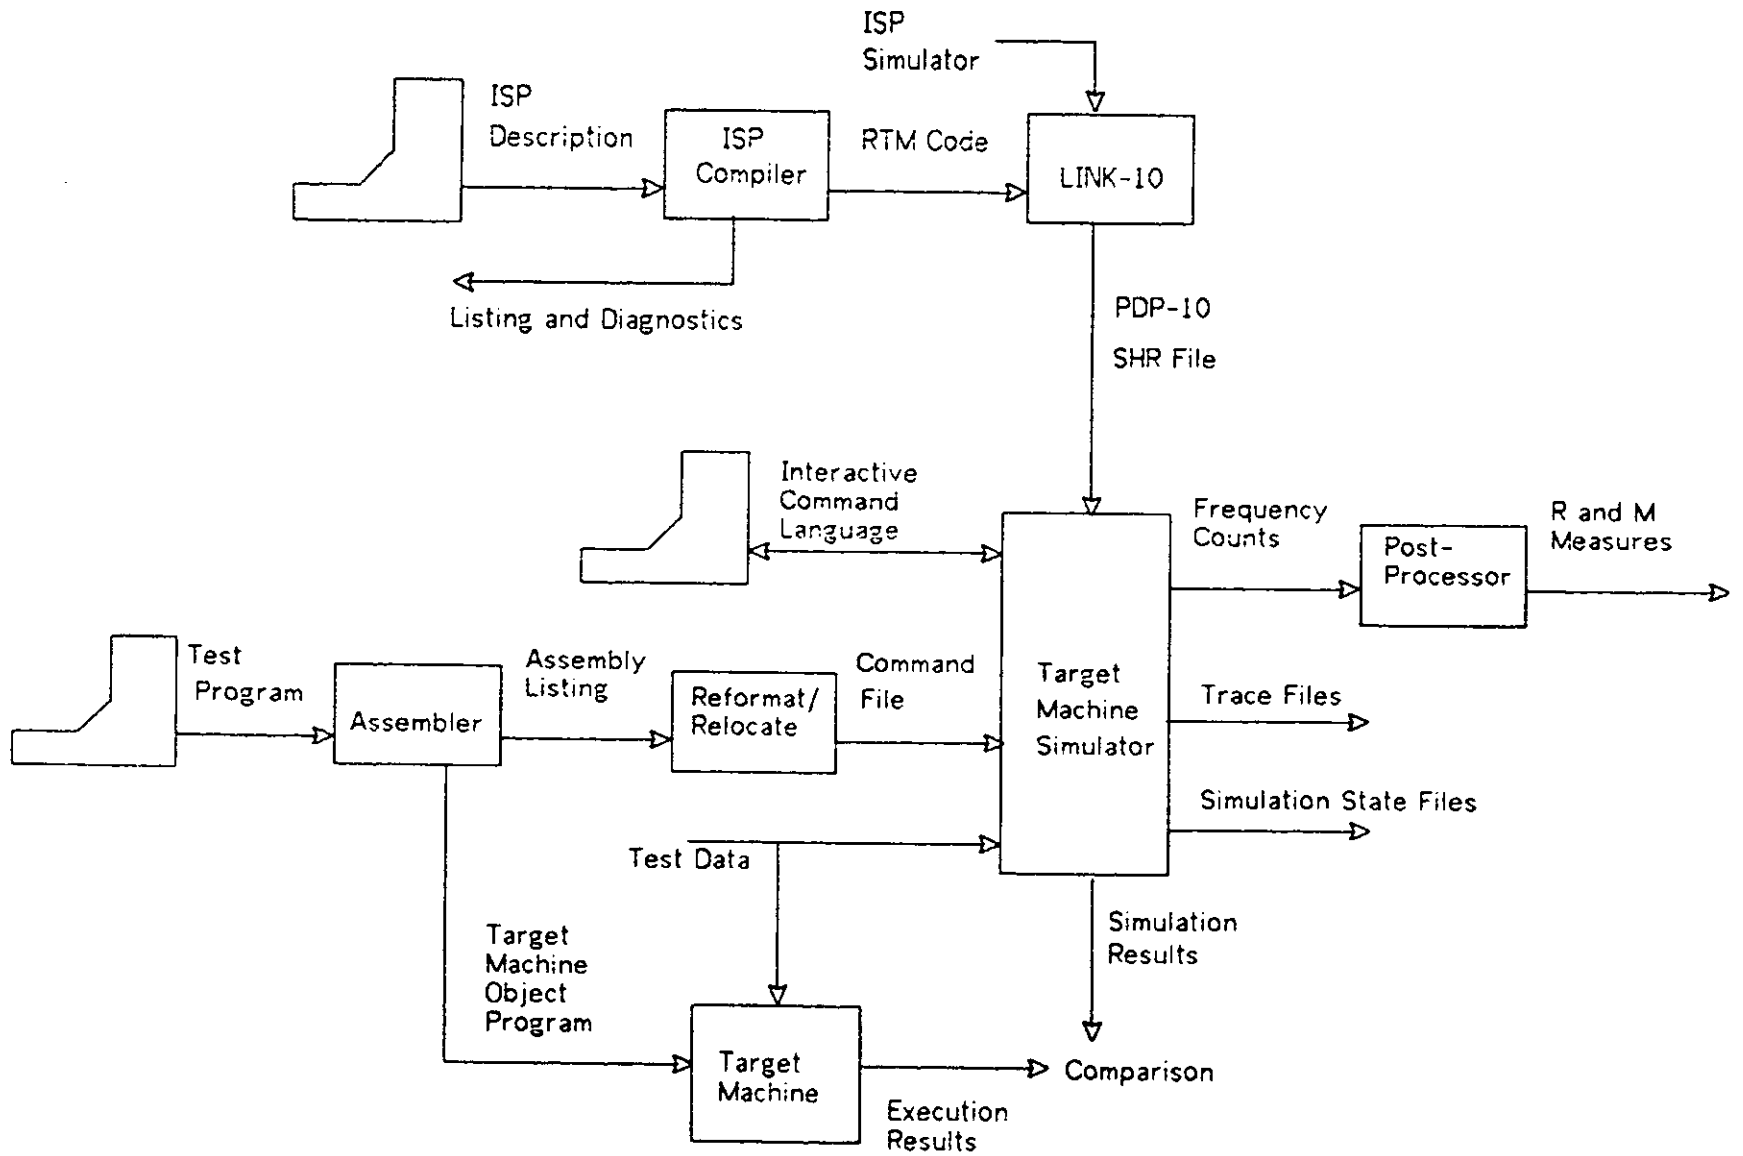 ISP
Simulator
ISP
Description
ISP
Compiler
RTM Code
LINK-10
Listing and Diagnostics
PDP-10
SHR File
Interactive
Command
Language
Frequency
Counts
Post-
Processor
R and M
Measures
Test
Program
Assembler
Assembly
Listing
Reformat/
Relocate
Command
File
Target
Machine
Simulator
Trace Files
Simulation State Files
Test Data
Simulation
Results
Target
Machine
Object
Program
Target
Machine
Comparison
Execution
Results